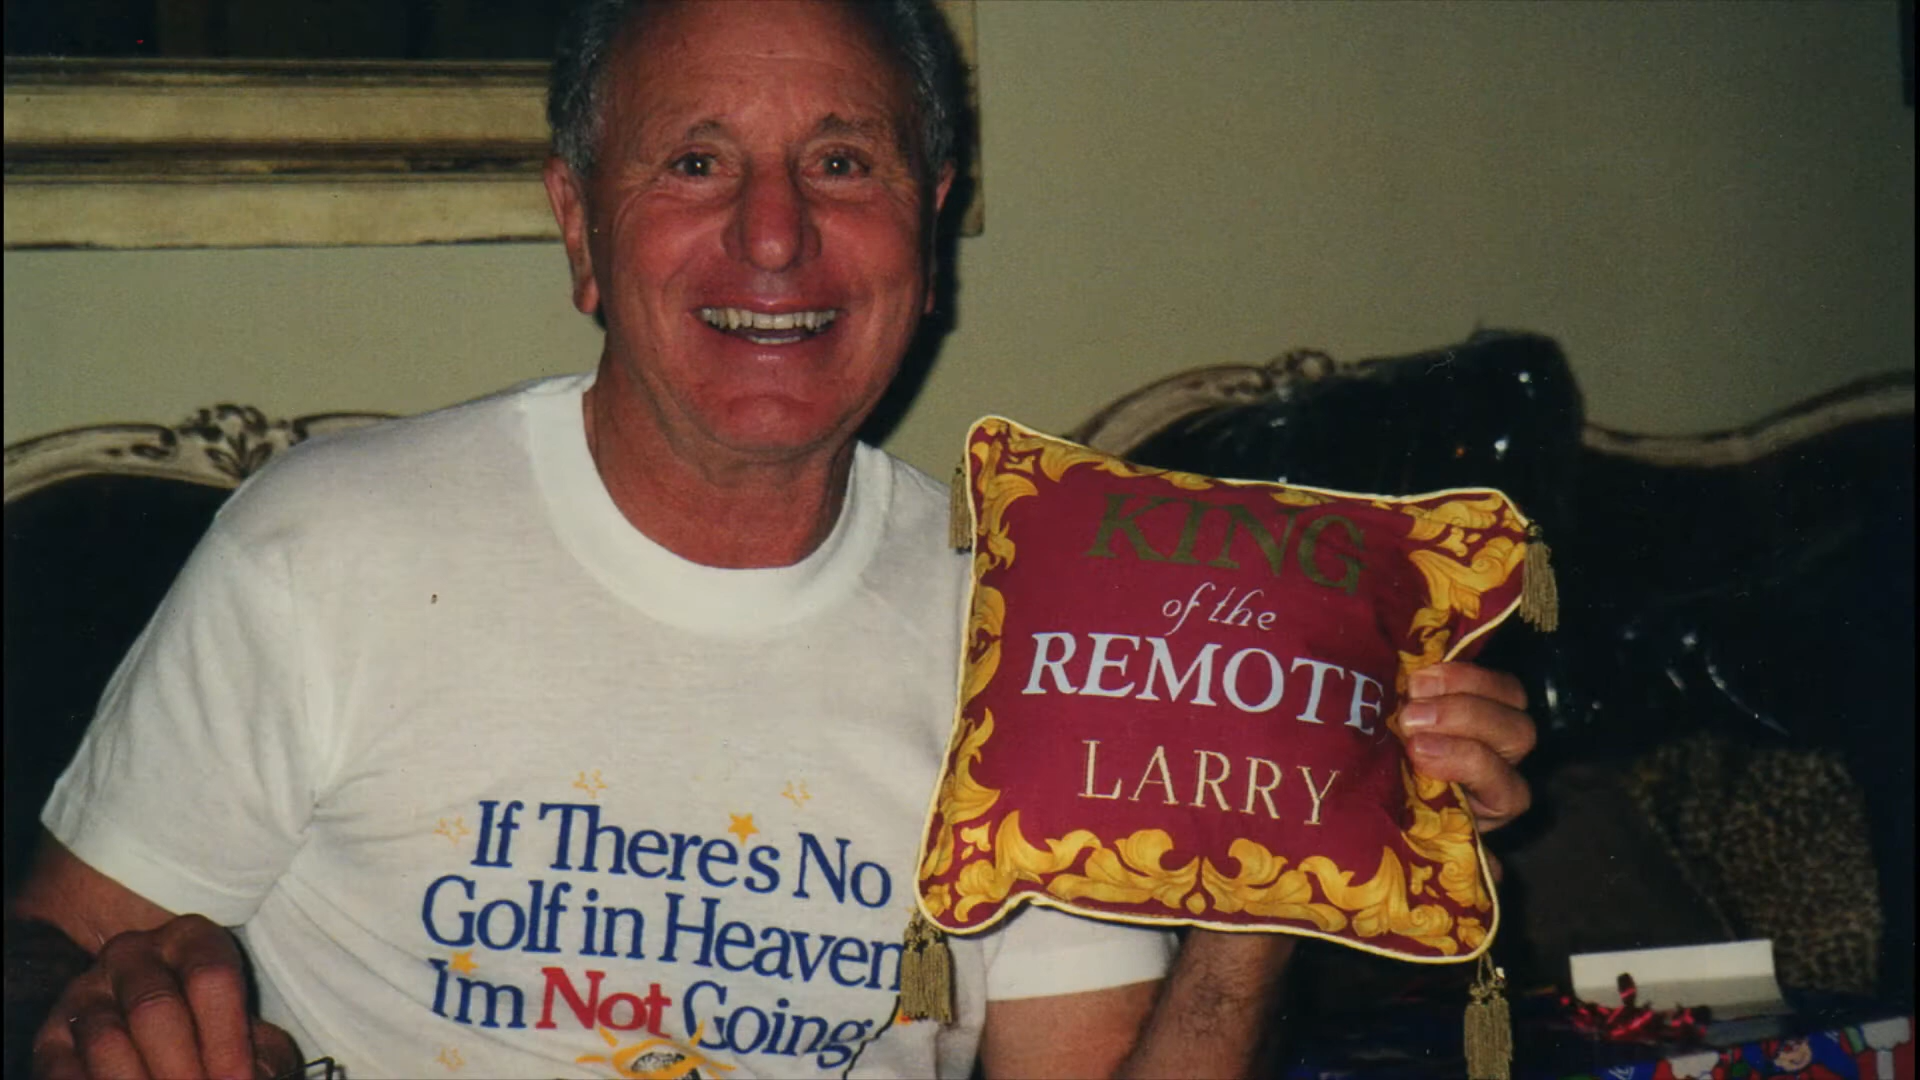 KING
of the
REMOTE
LARRY
If There's No
Golf in Heaven
I'm Not Going